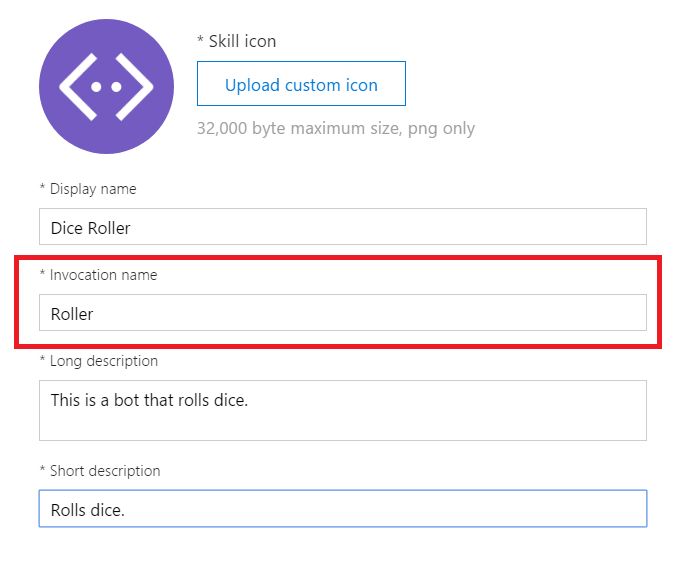 * Skill icon
Upload custom icon
32,000 byte maximum size, png only
* Display name
Dice Roller
* Invocation name
Roller
* Long description
This is a bot that rolls dice.
* Short description
Rolls dice.